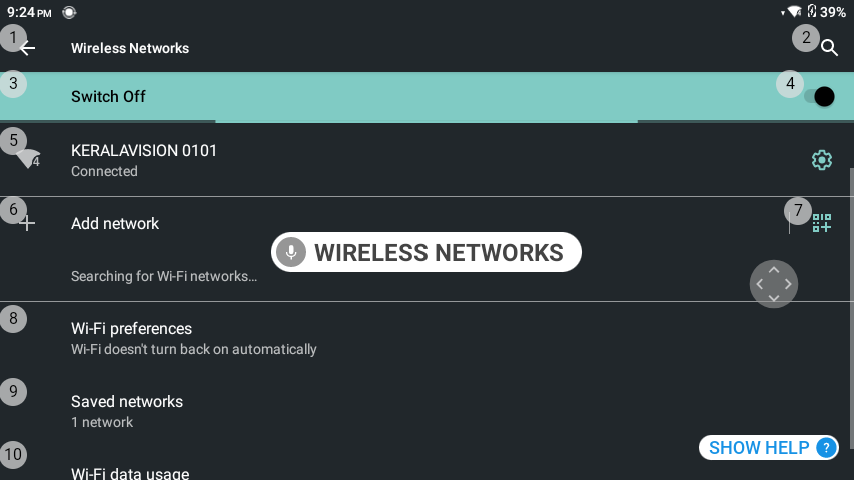 9:24 PM
39%
1
Wireless Networks
2
3
Switch Off
4
5
KERALAVISION 0101
4
Connected
6
Add network
7
WIRELESS NETWORKS
Searching for Wi-Fi networks…
8
Wi-Fi preferences
Wi-Fi doesn't turn back on automatically
9
Saved networks
1 network
SHOW HELP ?
10
Wi-Fi data usage